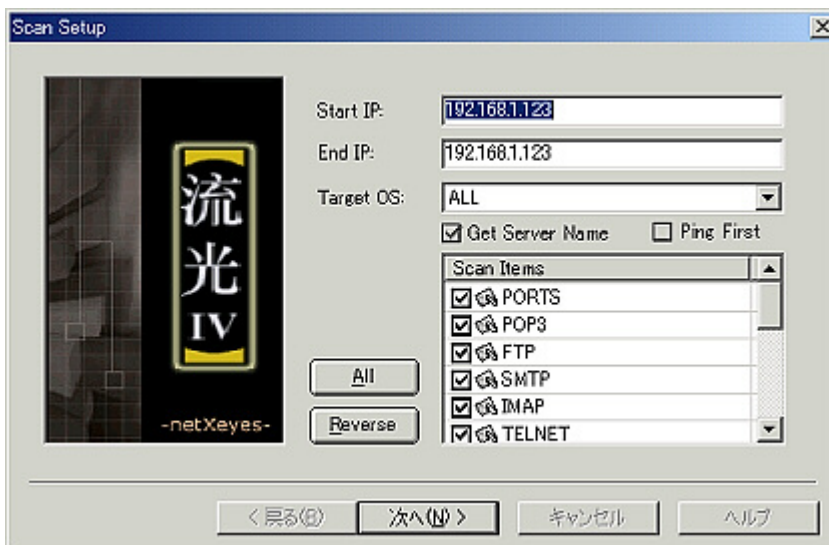 Scan Setup
流
光
IV
-netXeyes-
Start IP:
192.168.1.123
End IP:
192.168.1.123
Target OS:
ALL
Get Server Name
Ping First
Scan Items
PORTS
POP3
FTP
SMTP
IMAP
TELNET
All
Reverse
< 戻る(B)
次へ(N) >
キャンセル
ヘルプ